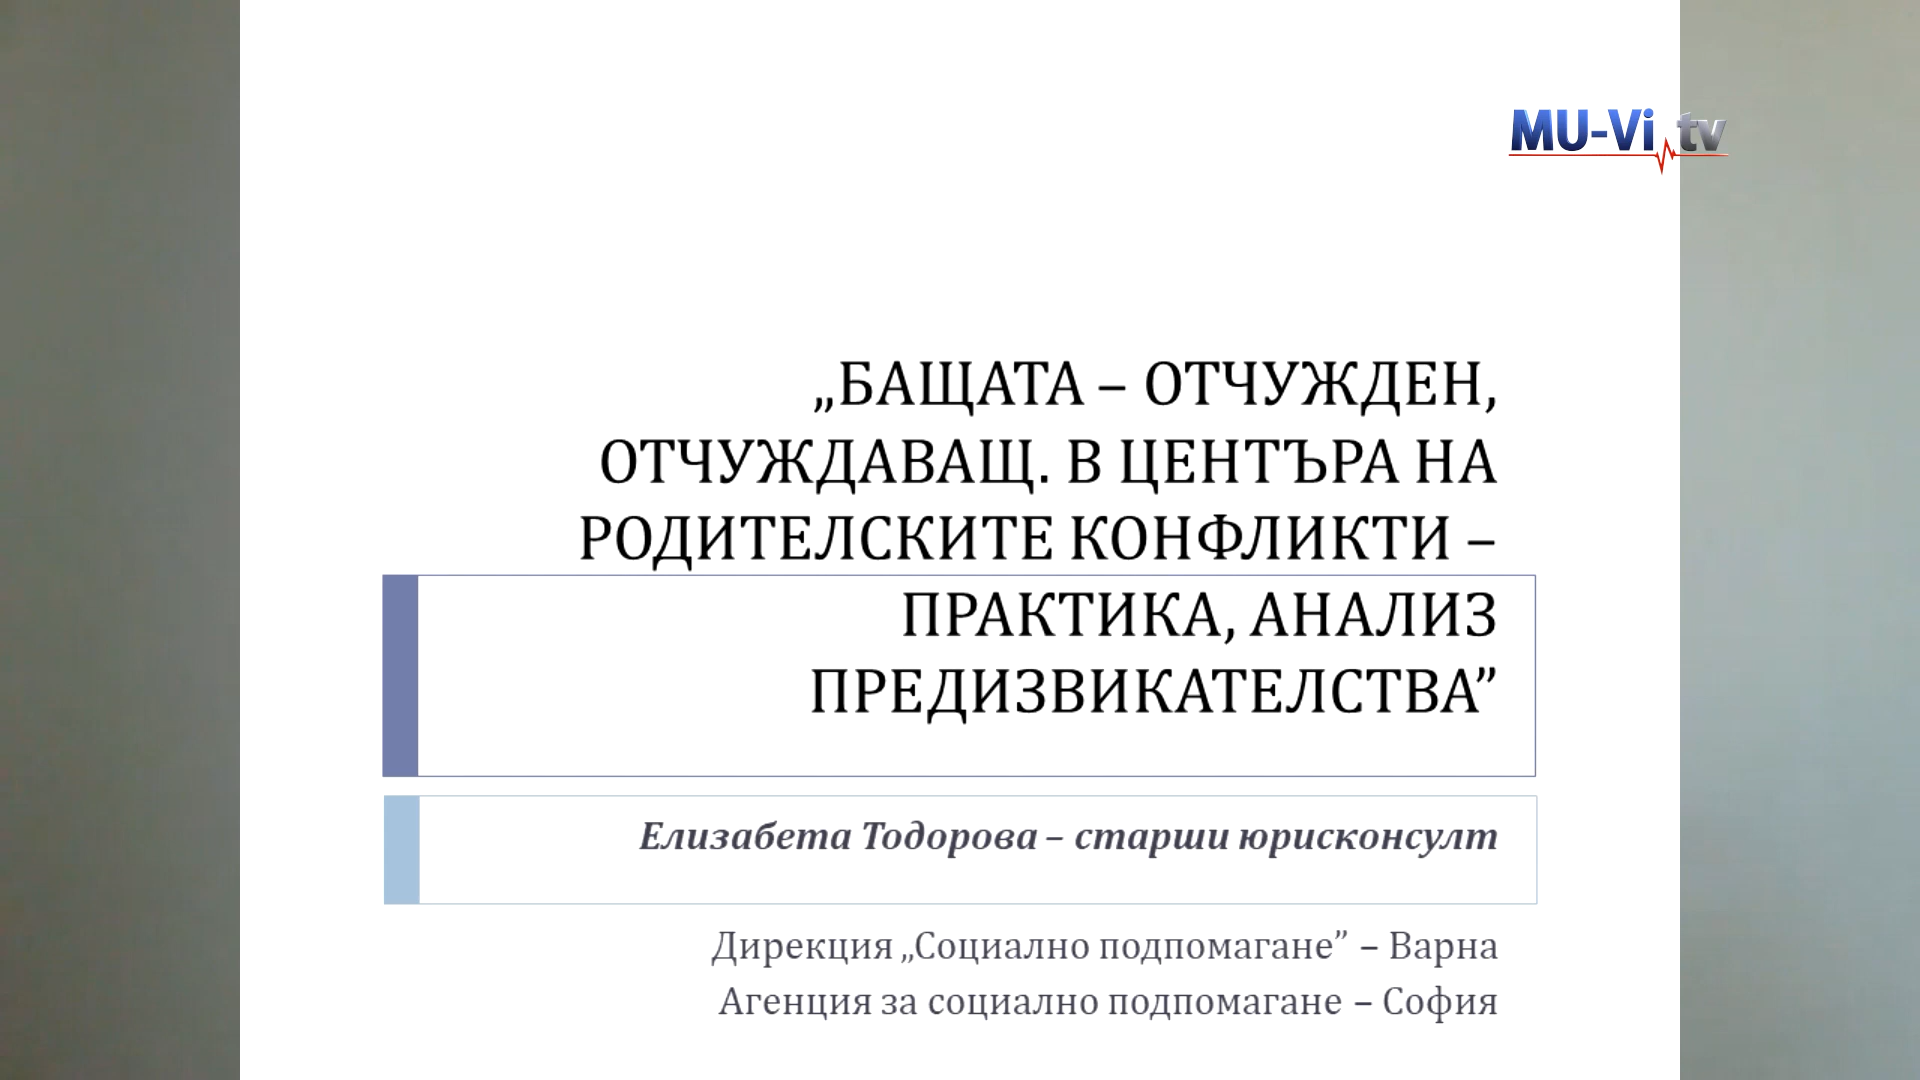 MU-Vi tv
„БАЩАТА – ОТЧУЖДЕН,
ОТЧУЖДАВАЩ. В ЦЕНТЪРА НА
РОДИТЕЛСКИТЕ КОНФЛИКТИ –
ПРАКТИКА, АНАЛИЗ
ПРЕДИЗВИКАТЕЛСТВА”
Елизабета Тодорова – старши юрисконсулт
Дирекция „Социално подпомагане” – Варна
Агенция за социално подпомагане – София